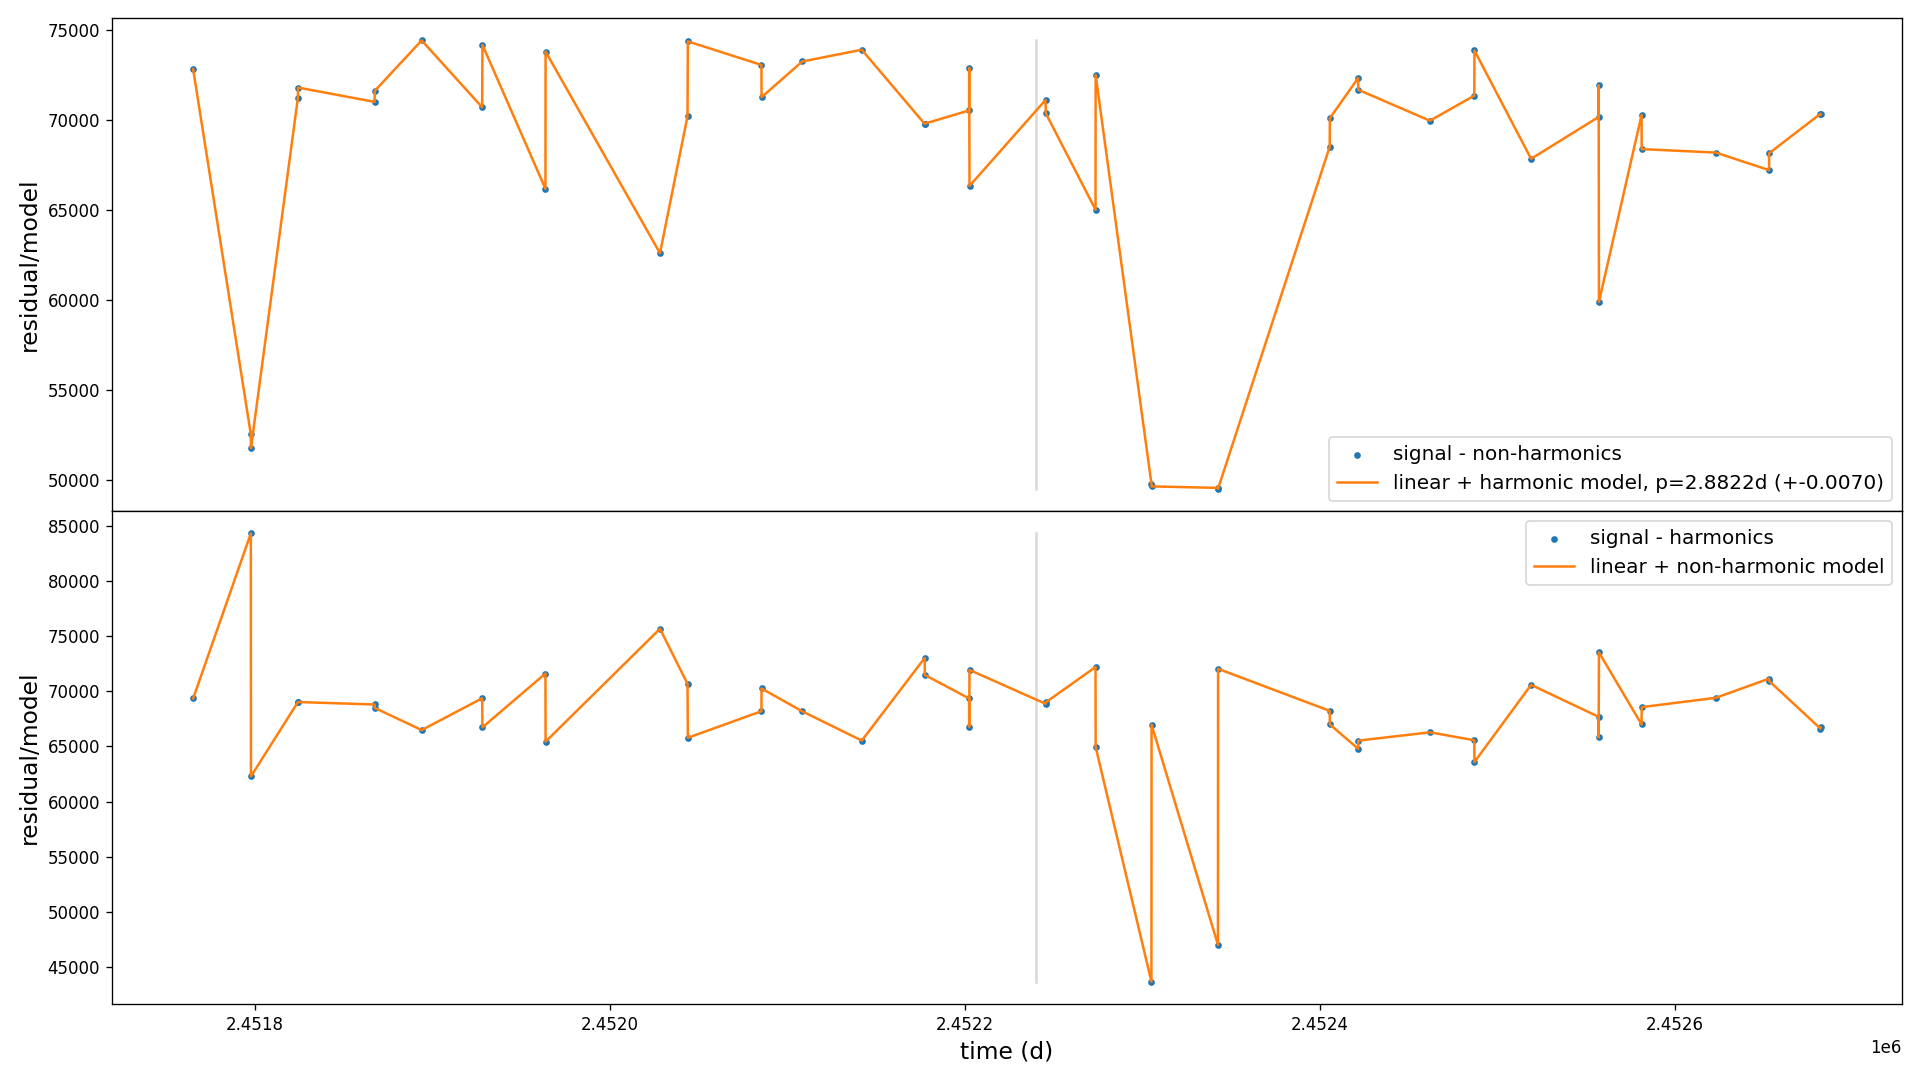 75000
70000
65000
60000
55000
50000
residual/model
signal - non-harmonics
linear + harmonic model, p=2.8822d (+-0.0070)
85000
80000
75000
70000
65000
60000
55000
50000
45000
residual/model
signal - harmonics
linear + non-harmonic model
2.4518
2.4520
2.4522
2.4524
2.4526
time (d)
1e6